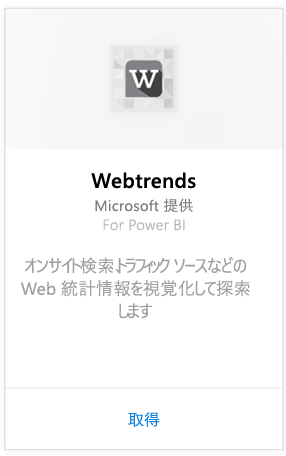 W
Webtrends
Microsoft 提供
For Power BI
オンサイト検索、トラフィック ソースなどの
Web 統計情報を視覚化して探索
します
取得